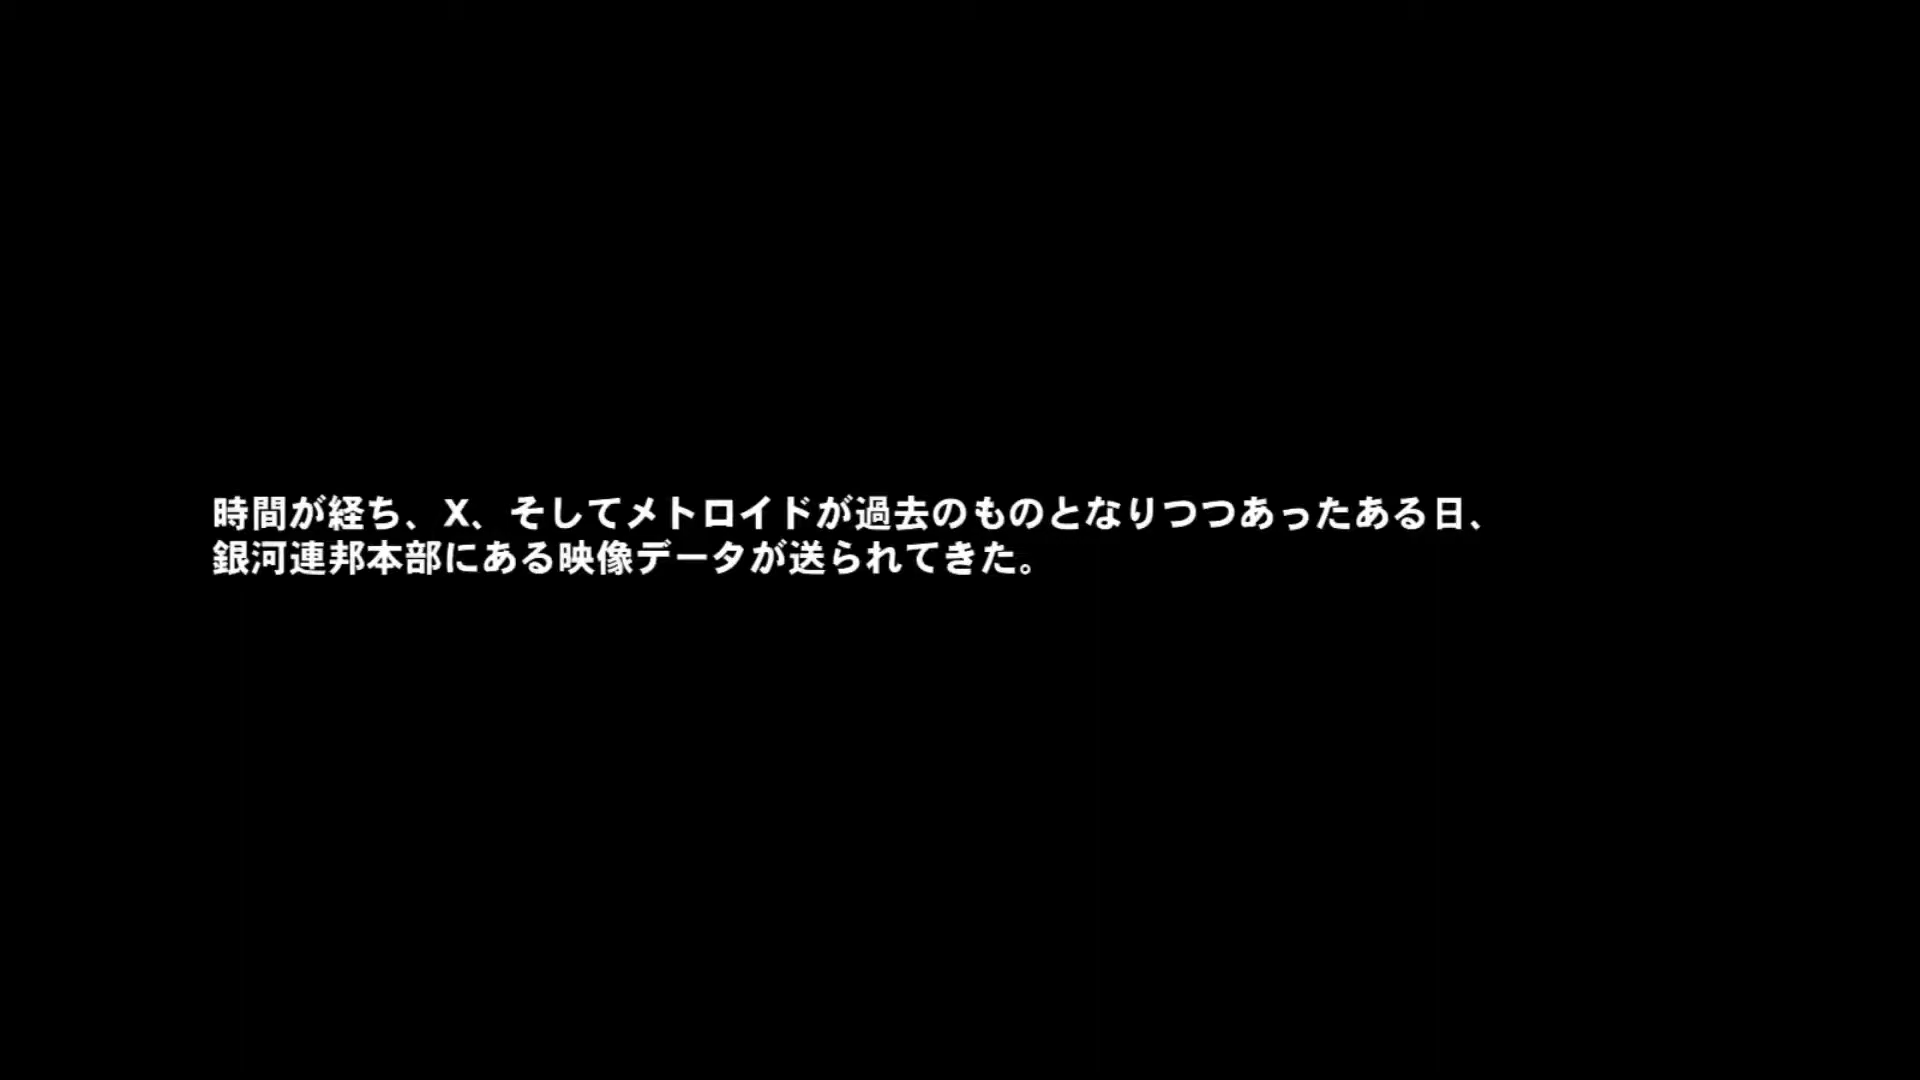 時間が経ち、X、そしてメトロイドが過去のものとなりつつあったある日、
銀河連邦本部にある映像データが送られてきた。